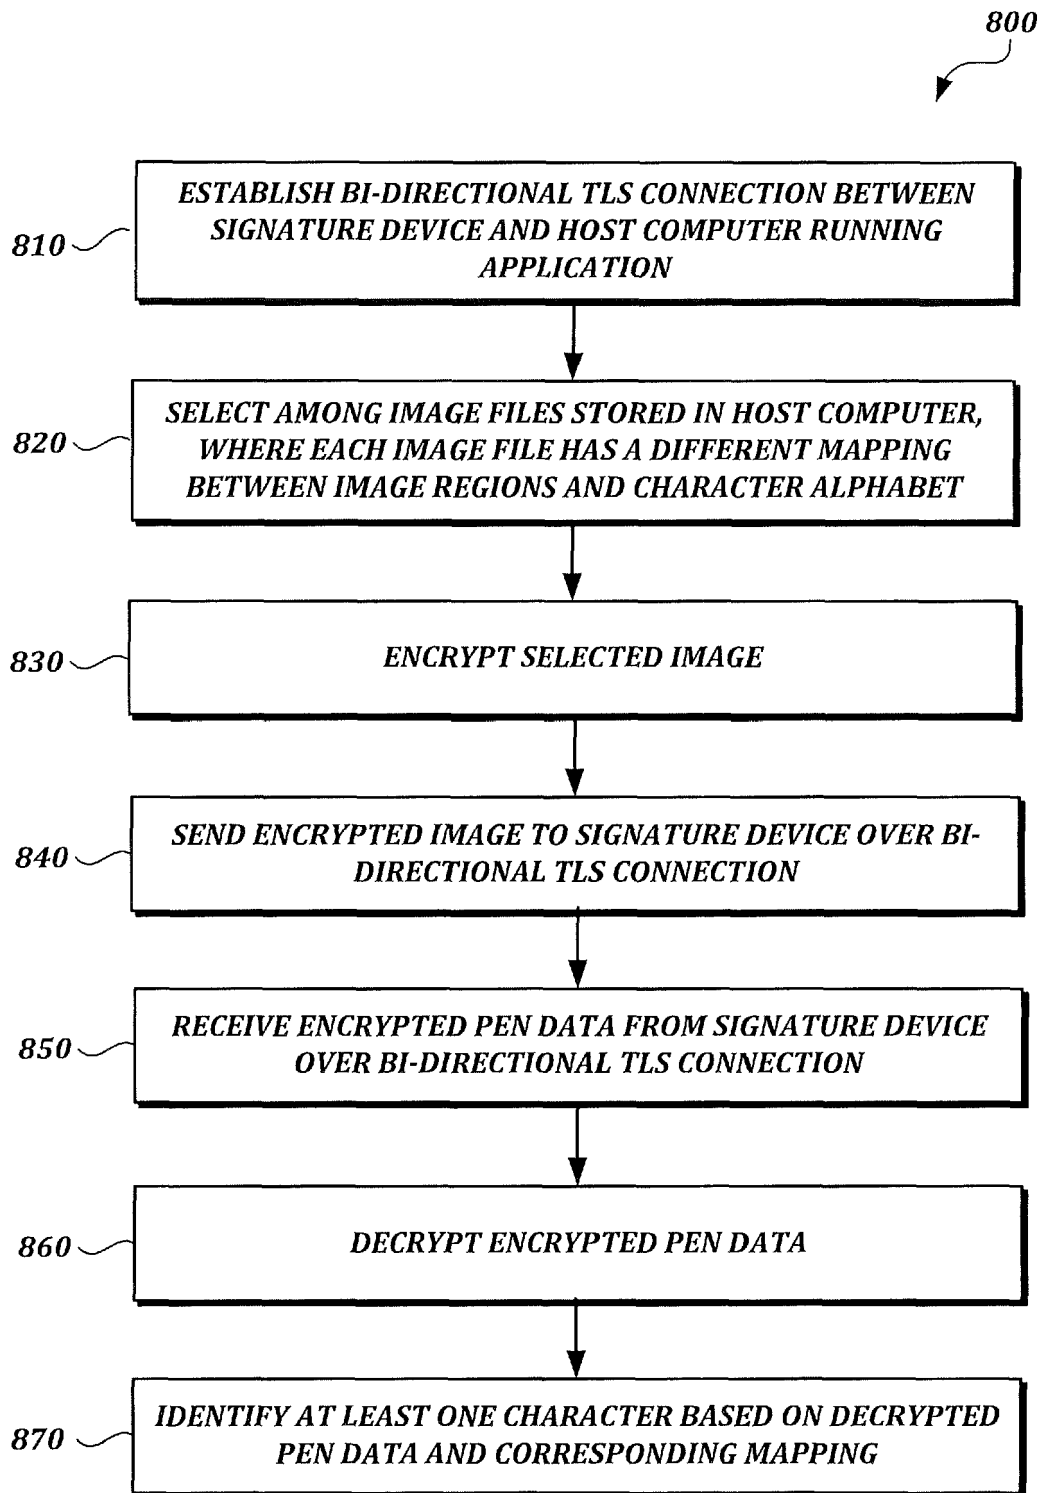 800
810
ESTABLISH BI-DIRECTIONAL TLS CONNECTION BETWEEN
SIGNATURE DEVICE AND HOST COMPUTER RUNNING
APPLICATION
820
SELECT AMONG IMAGE FILES STORED IN HOST COMPUTER,
WHERE EACH IMAGE FILE HAS A DIFFERENT MAPPING
BETWEEN IMAGE REGIONS AND CHARACTER ALPHABET
830
ENCRYPT SELECTED IMAGE
840
SEND ENCRYPTED IMAGE TO SIGNATURE DEVICE OVER BI-
DIRECTIONAL TLS CONNECTION
850
RECEIVE ENCRYPTED PEN DATA FROM SIGNATURE DEVICE
OVER BI-DIRECTIONAL TLS CONNECTION
860
DECRYPT ENCRYPTED PEN DATA
870
IDENTIFY AT LEAST ONE CHARACTER BASED ON DECRYPTED
PEN DATA AND CORRESPONDING MAPPING